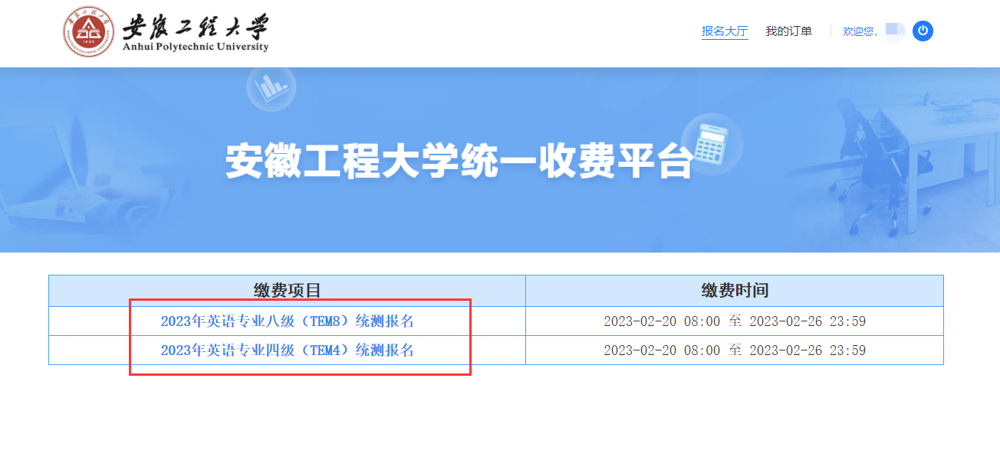 安徽工程大学
Anhui Polytechnic University
报名大厅 我的订单 欢迎您,
安徽工程大学统一收费平台
缴费项目 缴费时间
2023年英语专业八级（TEM8）统测报名 2023-02-20 08:00 至 2023-02-26 23:59
2023年英语专业四级（TEM4）统测报名 2023-02-20 08:00 至 2023-02-26 23:59